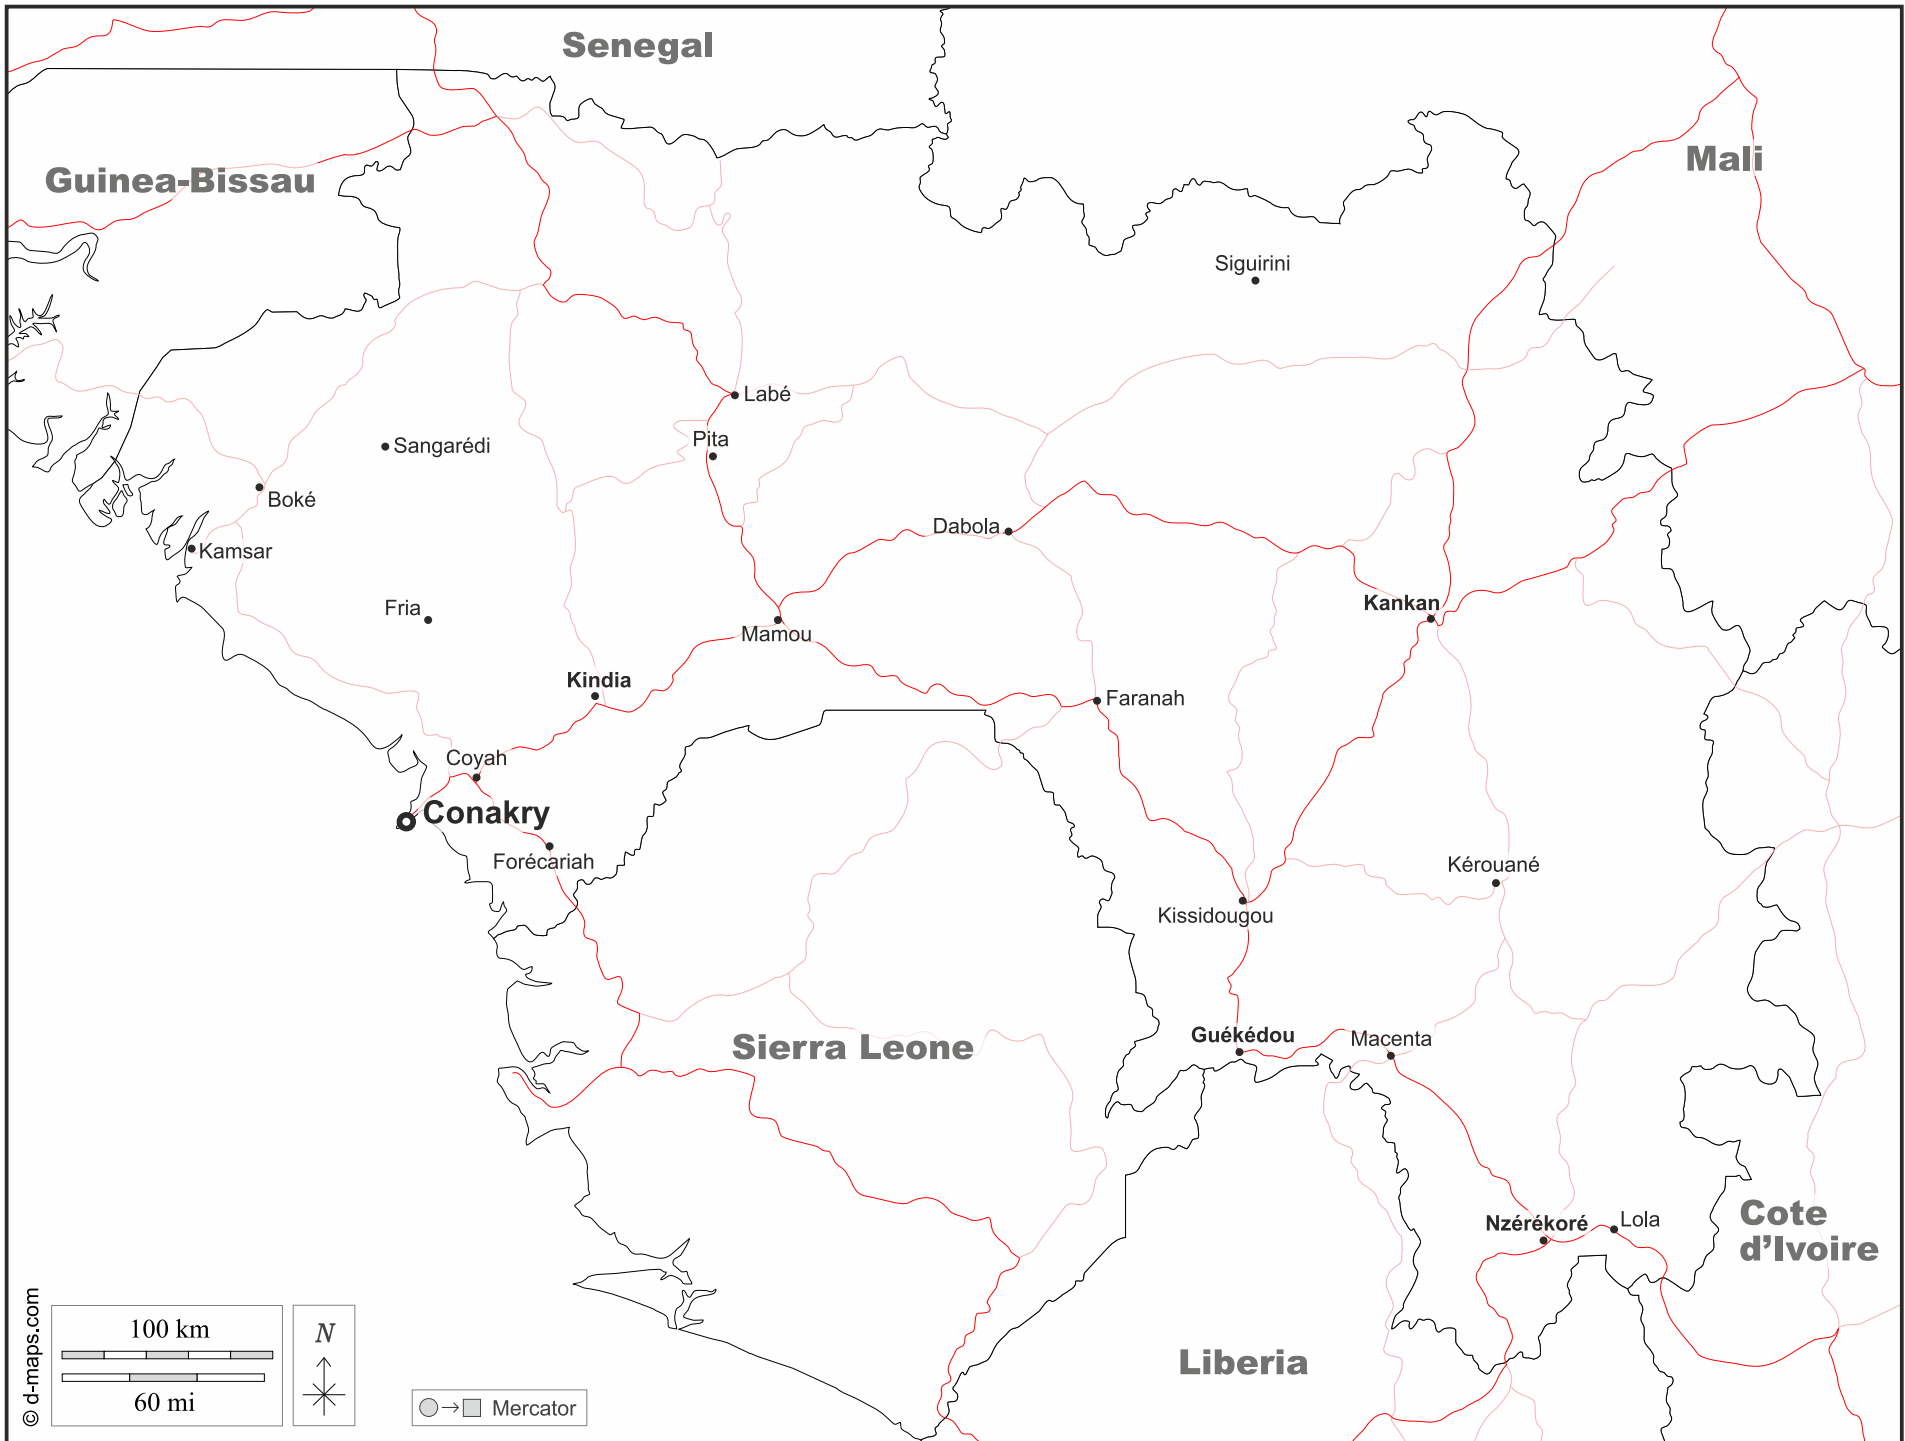 Senegal
Mali
Guinea-Bissau
Siguirini
Labé
Pita
Sangarédi
Boké
Dabola
Kamsar
Kankan
Fria
Mamou
Kindia
Faranah
Coyah
Conakry
Forécariah
Kérouané
Kissidougou
Guékédou
Macenta
Sierra Leone
Nzérékoré
Lola
Cote
d'Ivoire
Liberia
© d-maps.com
100 km
60 mi
N
Mercator